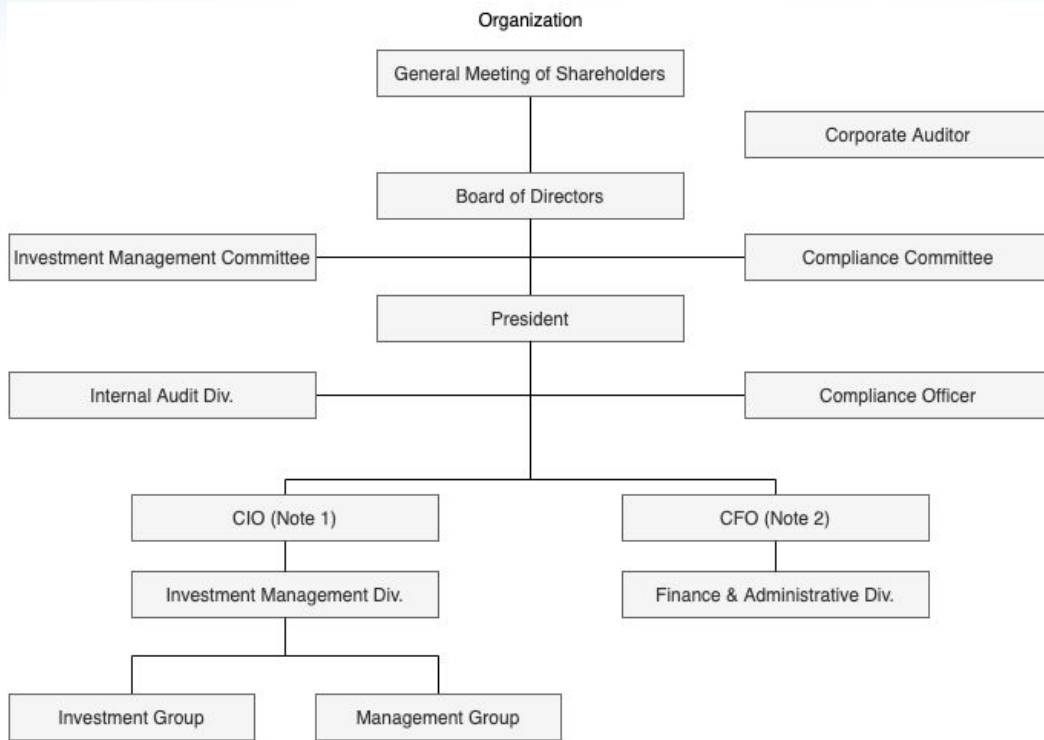 Organization
General Meeting of Shareholders
Corporate Auditor
Board of Directors
Investment Management Committee
Compliance Committee
President
Internal Audit Div.
Compliance Officer
CIO (Note 1)
CFO (Note 2)
Investment Management Div.
Finance & Administrative Div.
Investment Group
Management Group